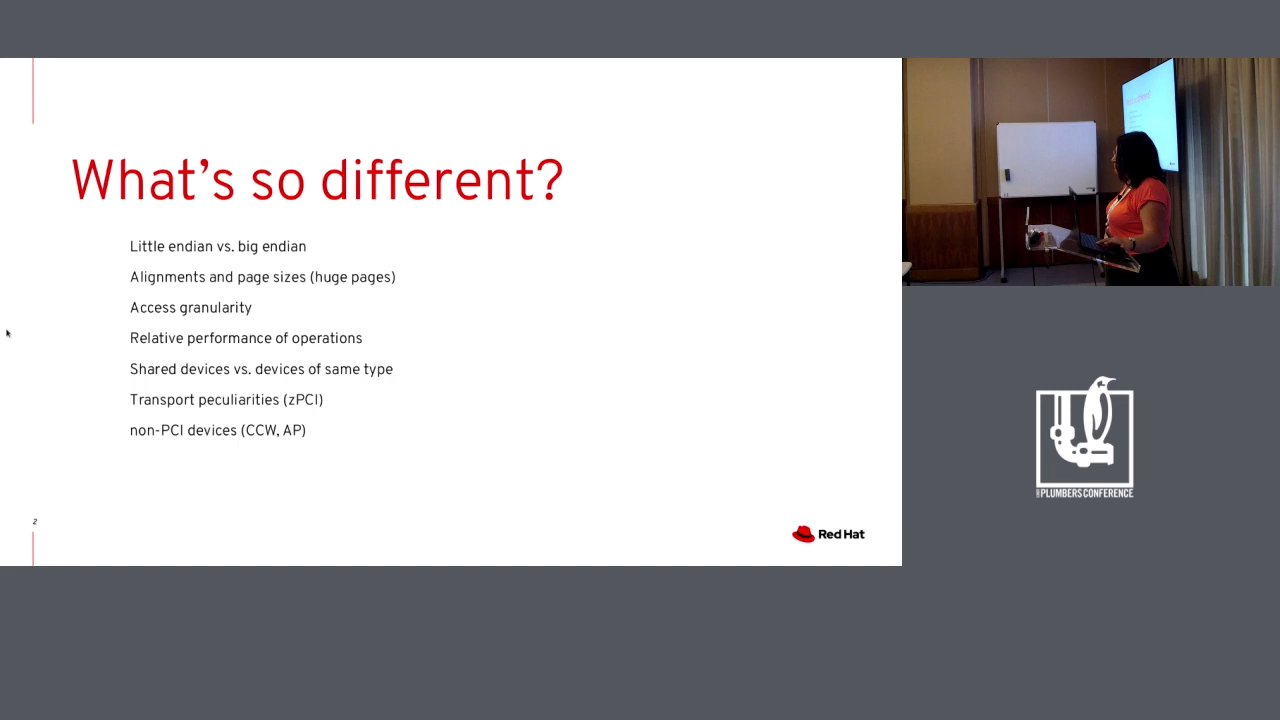 What's so different?
Little endian vs. big endian
Alignments and page sizes (huge pages)
Access granularity
Relative performance of operations
Shared devices vs. devices of same type
Transport peculiarities (zPCI)
non-PCI devices (CCW, AP)
2
Red Hat
PLUMBERS CONFERENCE